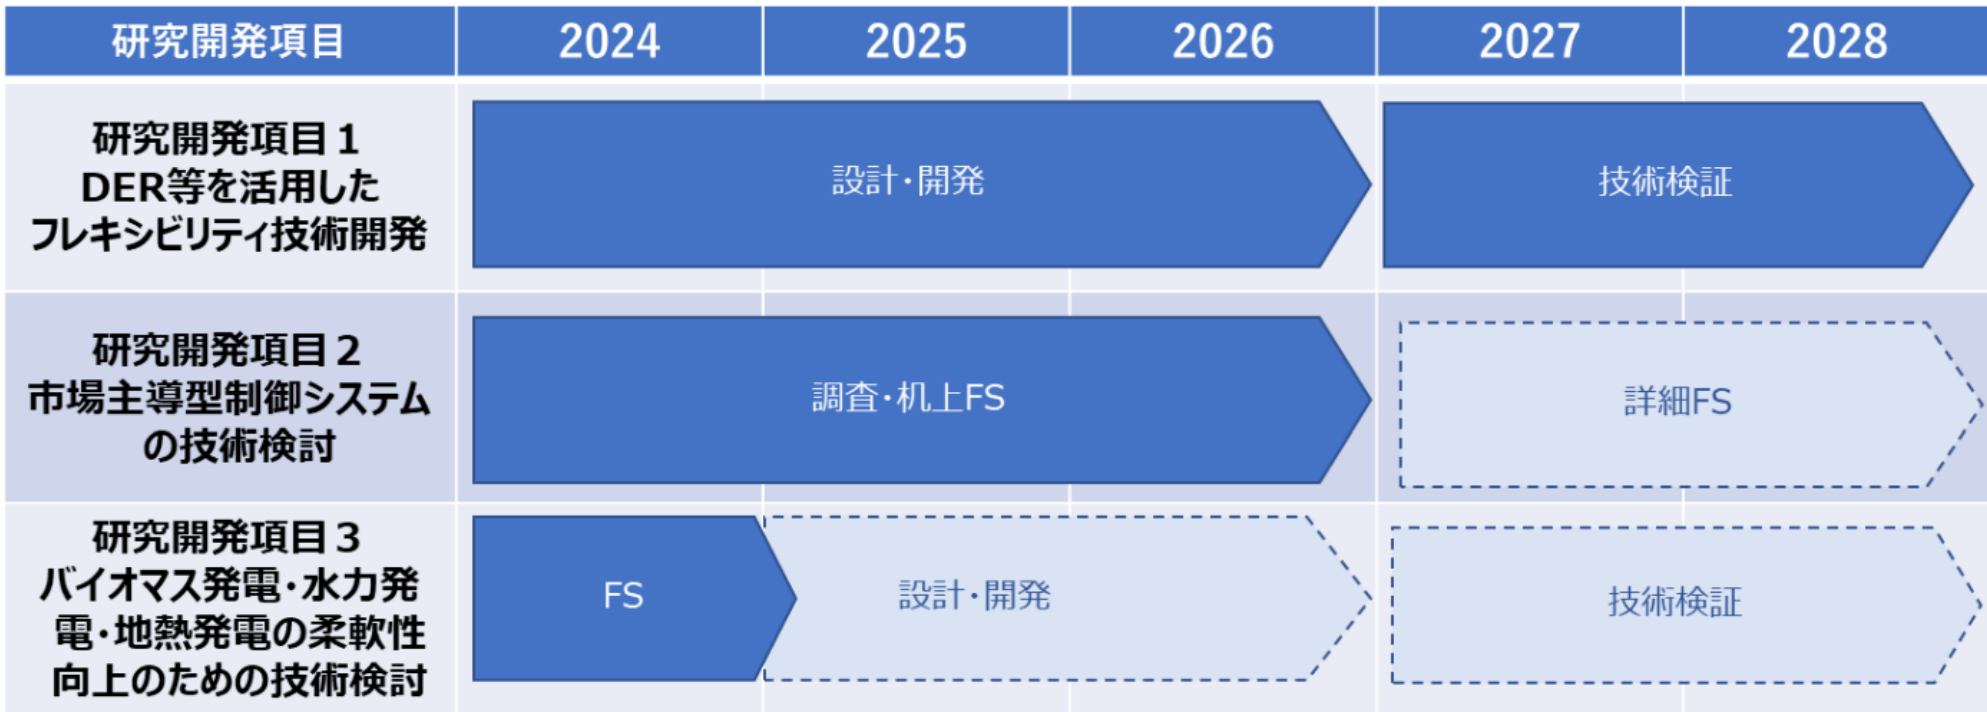 研究開発項目 2024 2025 2026 2027 2028
研究開発項目1
DER等を活用した
フレキシビリティ技術開発
設計・開発 技術検証
研究開発項目2
市場主導型制御システム
の技術検討
調査・机上FS 詳細FS
研究開発項目3
バイオマス発電・水力発
電・地熱発電の柔軟性
向上のための技術検討
FS 設計・開発 技術検証